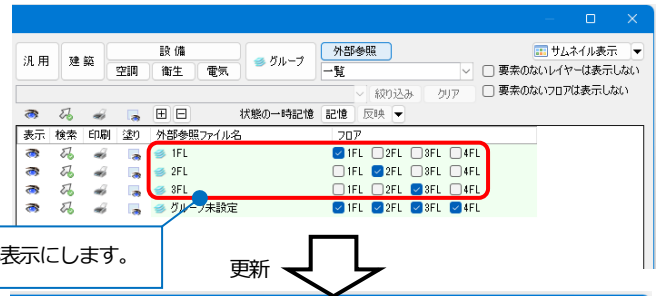 汎用 建築 設備 グループ 外部参照 サムネイル表示
空調 衛生 電気 一覧 要素のないレイヤーは表示しない
絞り込み クリア 要素のないフロアは表示しない
状態の一時記憶 記憶 反映
表示 検索 印刷 塗り 外部参照ファイル名 フロア
1FL 1FL 2FL 3FL 4FL
2FL 1FL 2FL 3FL 4FL
3FL 1FL 2FL 3FL 4FL
グループ未設定 1FL 2FL 3FL 4FL
表示にします。
更新